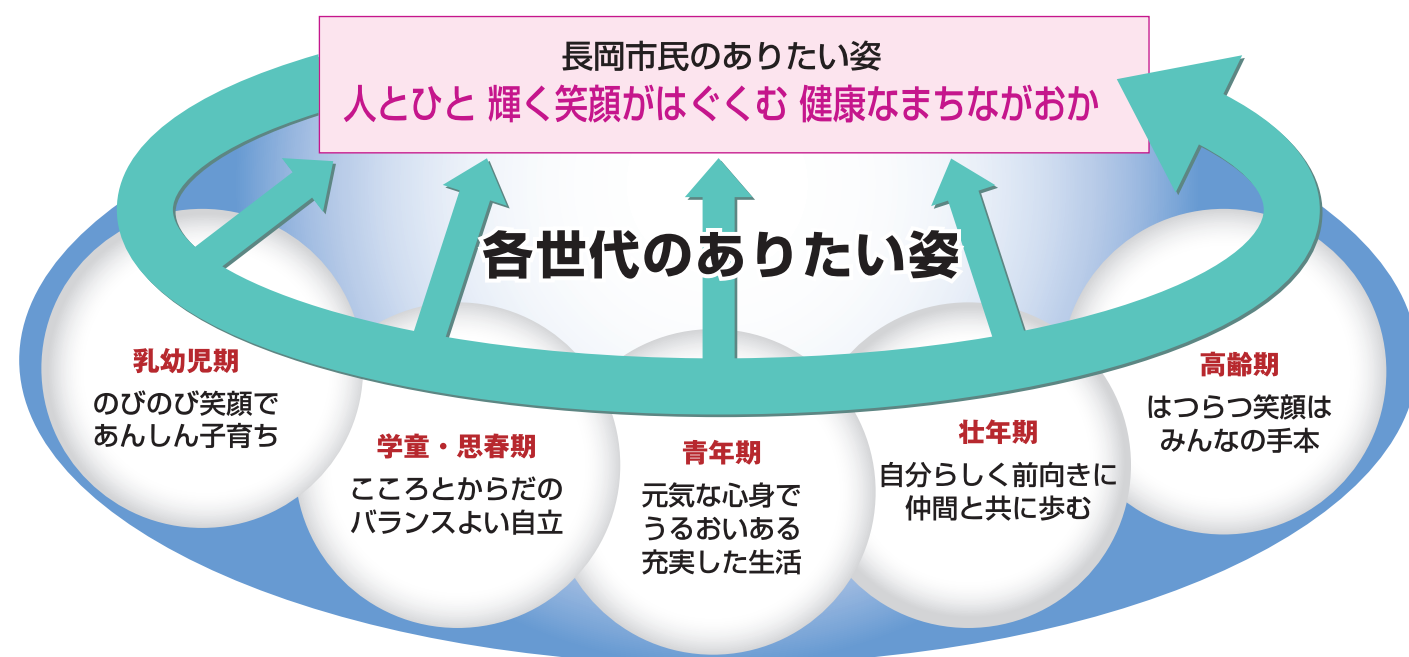 長岡市民のありたい姿
人とひと 輝く笑顔がはぐくむ 健康なまちながおか
各世代のありたい姿
乳幼児期
のびのび笑顔で
あんしん子育ち
学童・思春期
こころとからだの
バランスよい自立
青年期
元気な心身で
うるおいある
充実した生活
壮年期
自分らしく前向きに
仲間と共に歩む
高齢期
はつらつ笑顔は
みんなの手本